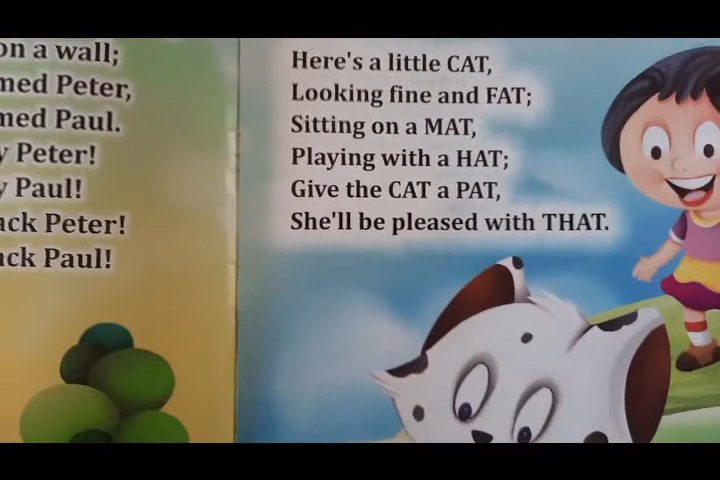 on a wall;
Peter,
Paul.
Peter!
Paul!
Peter!
Paul!
Here's a little CAT,
Looking fine and FAT;
Sitting on a MAT,
Playing with a HAT;
Give the CAT a PAT,
She'll be pleased with THAT.